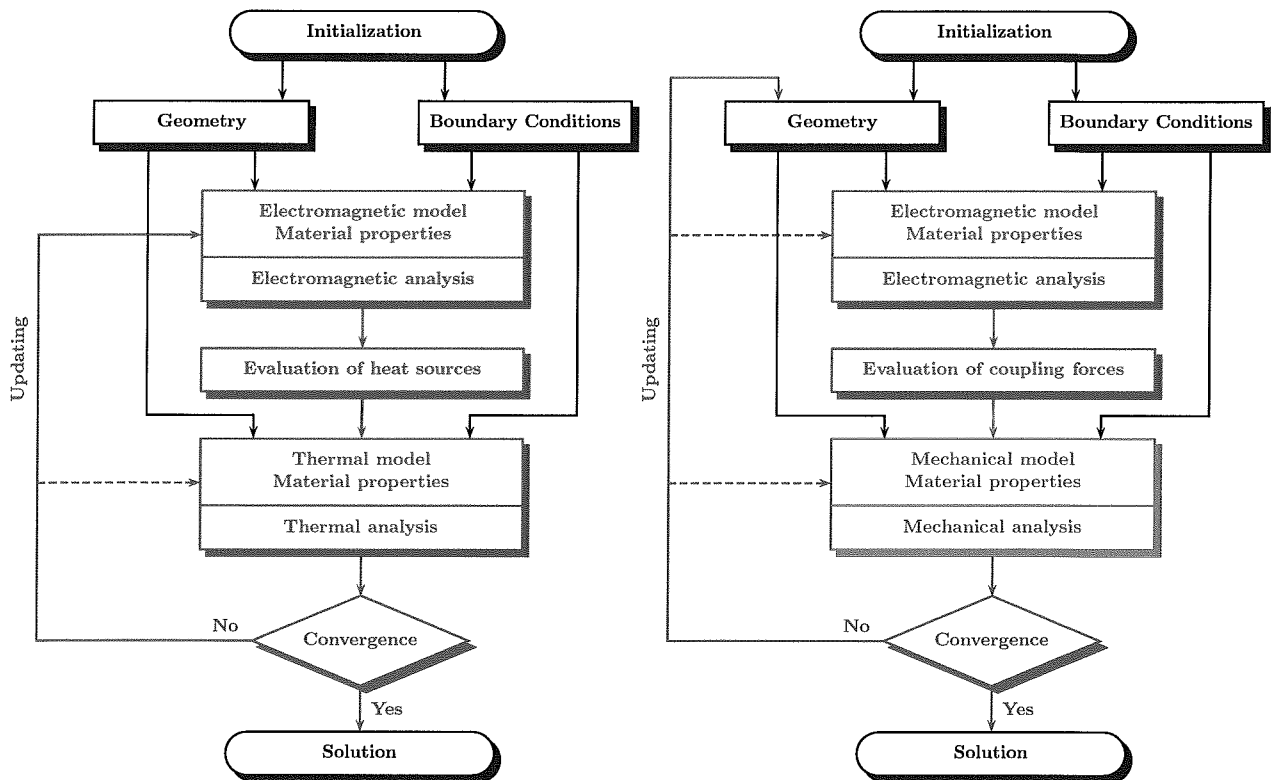 Initialization
Geometry
Boundary Conditions
Electromagnetic model
Material properties
Electromagnetic analysis
Updating
Evaluation of heat sources
Thermal model
Material properties
Thermal analysis
No
Convergence
Yes
Solution
Initialization
Geometry
Boundary Conditions
Electromagnetic model
Material properties
Electromagnetic analysis
Updating
Evaluation of coupling forces
Mechanical model
Material properties
Mechanical analysis
No
Convergence
Yes
Solution